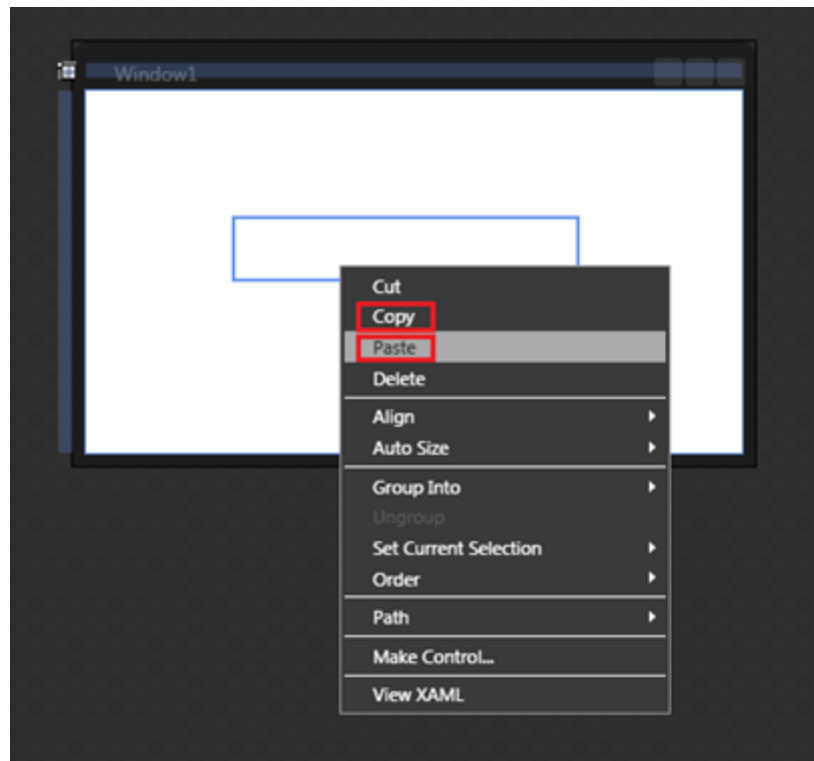 Window1
Cut
Copy
Paste
Delete
Align
Auto Size
Group Into
Ungroup
Set Current Selection
Order
Path
Make Control...
View XAML